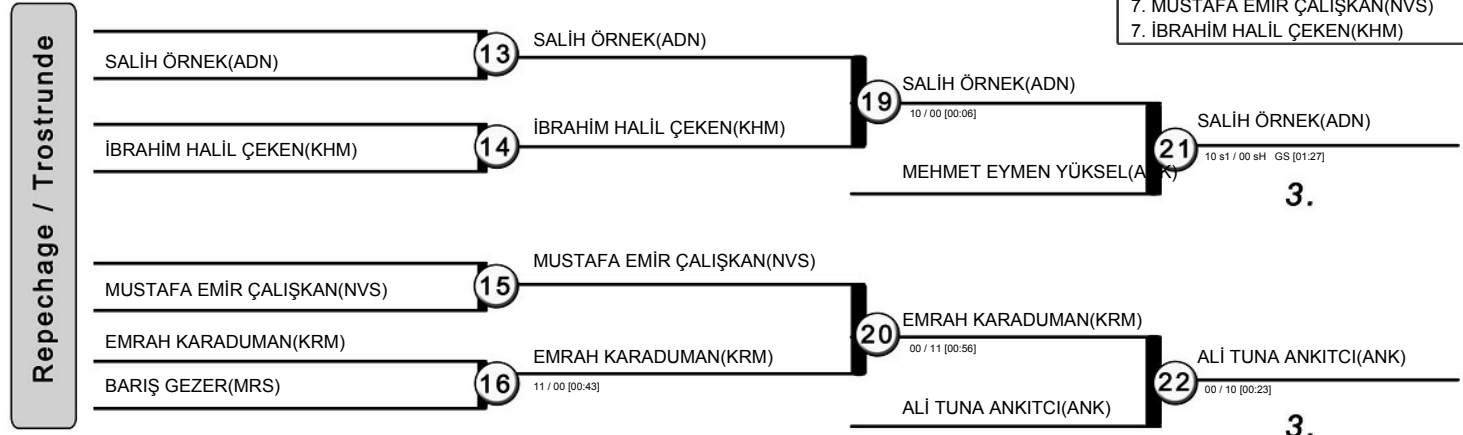 7. MUSTAFA EMİR ÇALIŞKAN(NVS)
7. İBRAHİM HALİL ÇEKEN(KHM)
Repechage / Trostrunde
SALİH ÖRNEK(ADN)
13
SALİH ÖRNEK(ADN)
İBRAHİM HALİL ÇEKEN(KHM)
14
İBRAHİM HALİL ÇEKEN(KHM)
19
SALİH ÖRNEK(ADN)
10 / 00 [00:06]
MEHMET EYMEN YÜKSEL(ANK)
21
SALİH ÖRNEK(ADN)
10 s1 / 00 sH GS [01:27]
3.
MUSTAFA EMİR ÇALIŞKAN(NVS)
15
MUSTAFA EMİR ÇALIŞKAN(NVS)
EMRAH KARADUMAN(KRM)
BARIŞ GEZER(MRS)
16
EMRAH KARADUMAN(KRM)
11 / 00 [00:43]
20
EMRAH KARADUMAN(KRM)
00 / 11 [00:56]
ALİ TUNA ANKITCI(ANK)
22
ALİ TUNA ANKITCI(ANK)
00 / 10 [00:23]
3.